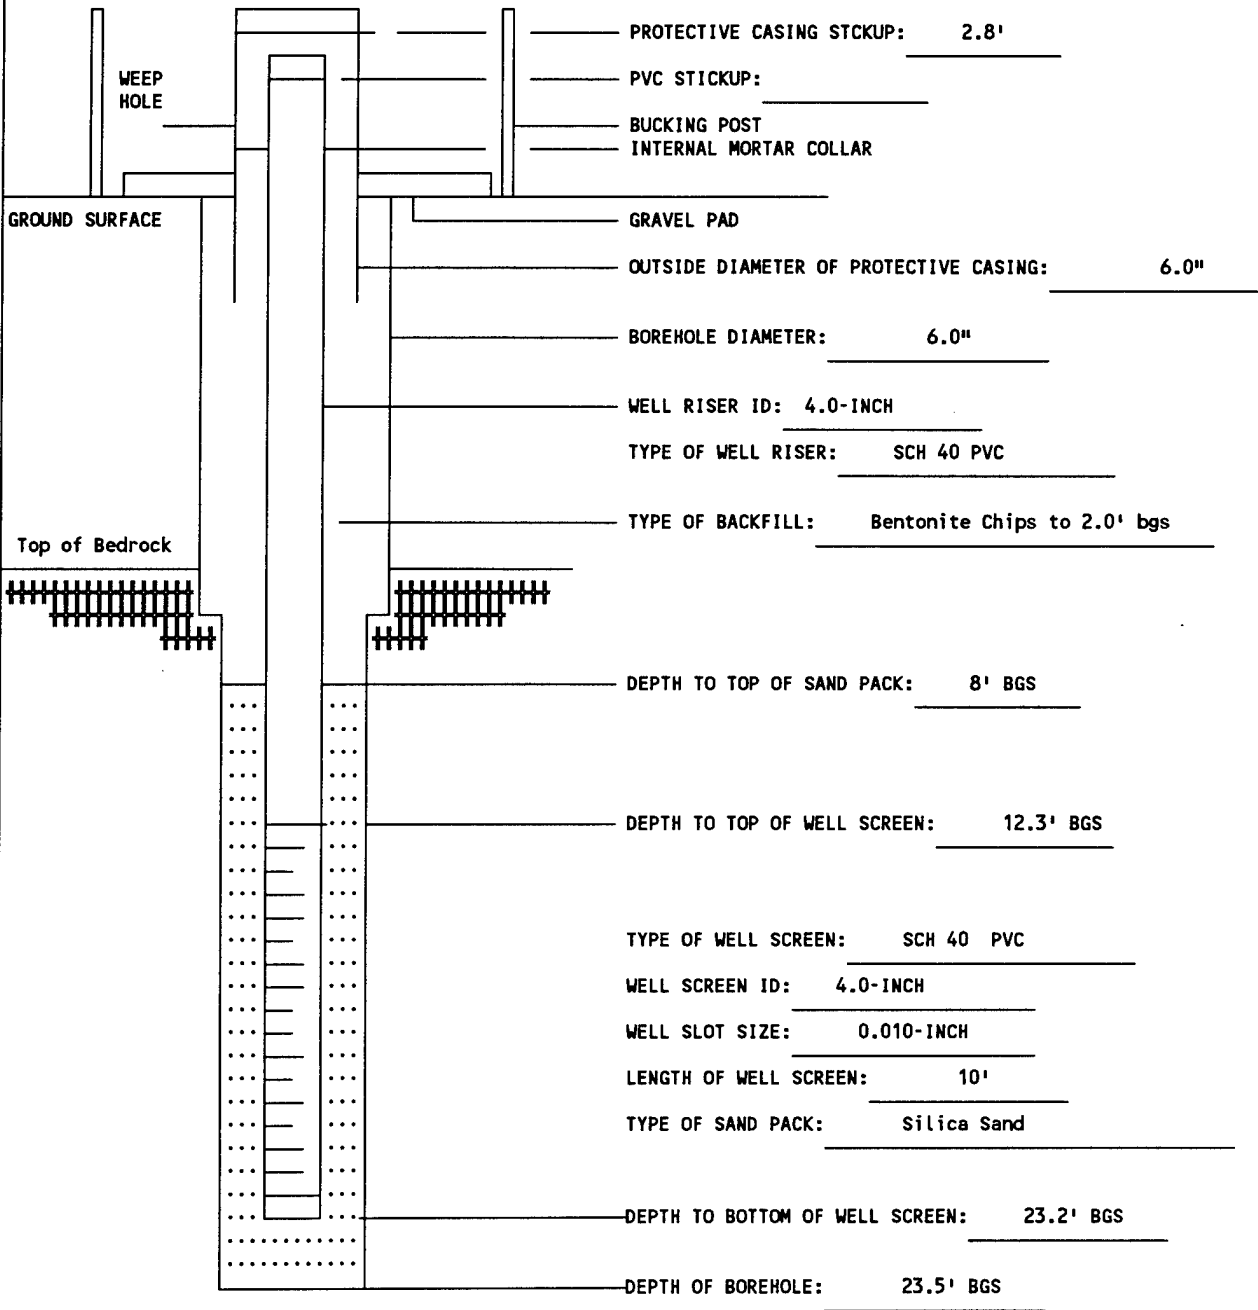 PROTECTIVE CASING STCKUP: 2.8'
WEEP
HOLE
PVC STICKUP:
BUCKING POST
INTERNAL MORTAR COLLAR
GROUND SURFACE
GRAVEL PAD
OUTSIDE DIAMETER OF PROTECTIVE CASING: 6.0"
BOREHOLE DIAMETER: 6.0"
WELL RISER ID: 4.0-INCH
TYPE OF WELL RISER: SCH 40 PVC
TYPE OF BACKFILL: Bentonite Chips to 2.0' bgs
Top of Bedrock
DEPTH TO TOP OF SAND PACK: 8' BGS
DEPTH TO TOP OF WELL SCREEN: 12.3' BGS
TYPE OF WELL SCREEN: SCH 40 PVC
WELL SCREEN ID: 4.0-INCH
WELL SLOT SIZE: 0.010-INCH
LENGTH OF WELL SCREEN: 10'
TYPE OF SAND PACK: Silica Sand
DEPTH TO BOTTOM OF WELL SCREEN: 23.2' BGS
DEPTH OF BOREHOLE: 23.5' BGS